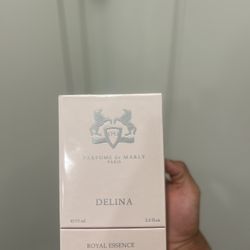 PARFUMS de MARLY
PARIS
DELINA
ROYAL ESSENCE